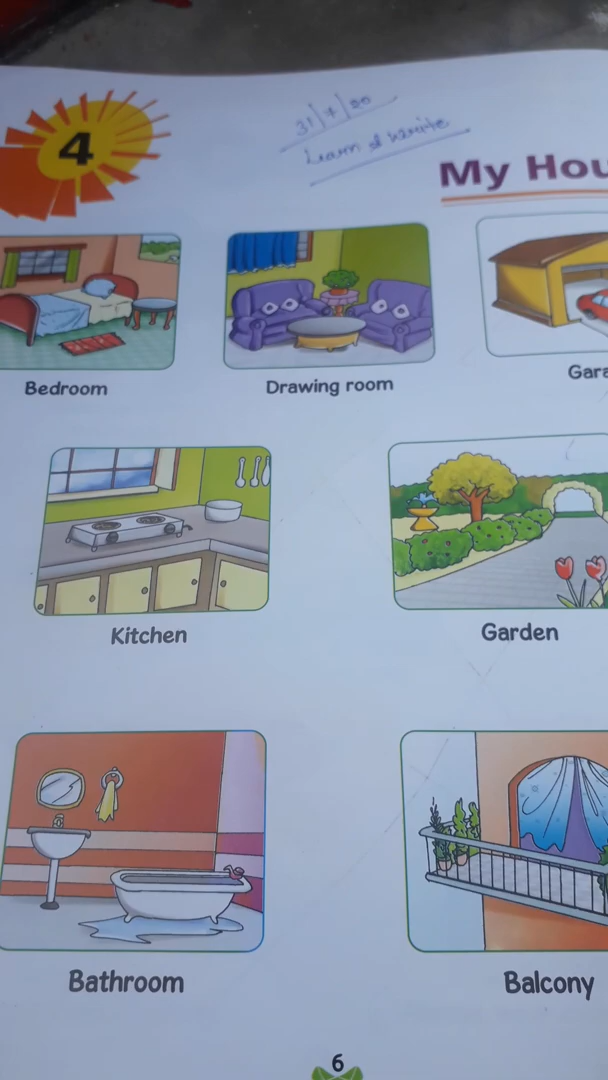 4
31/7/20
Learn & write
My Hou
Bedroom
Drawing room
Gara
Kitchen
Garden
Bathroom
Balcony
6